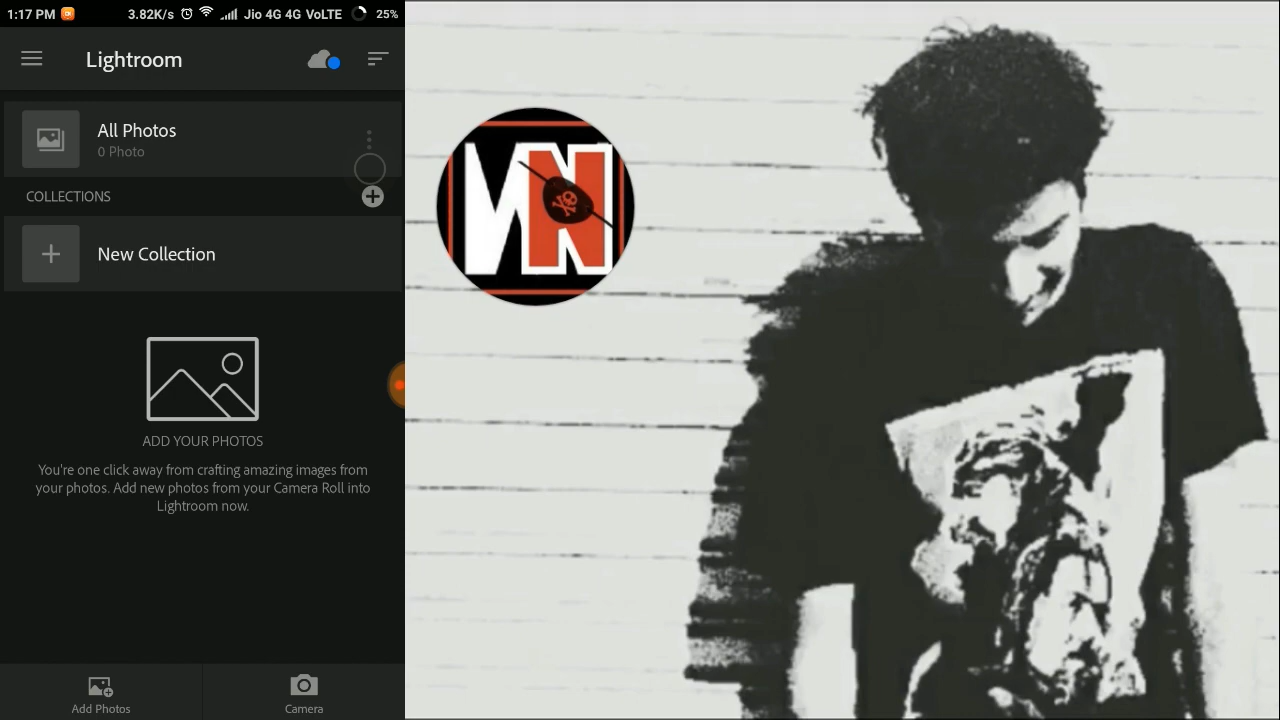 1:17 PM 3.82K/s Jio 4G 4G VoLTE 25%
Lightroom
All Photos
0 Photo
COLLECTIONS
New Collection
ADD YOUR PHOTOS
You're one click away from crafting amazing images from
your photos. Add new photos from your Camera Roll into
Lightroom now.
Add Photos
Camera
VN